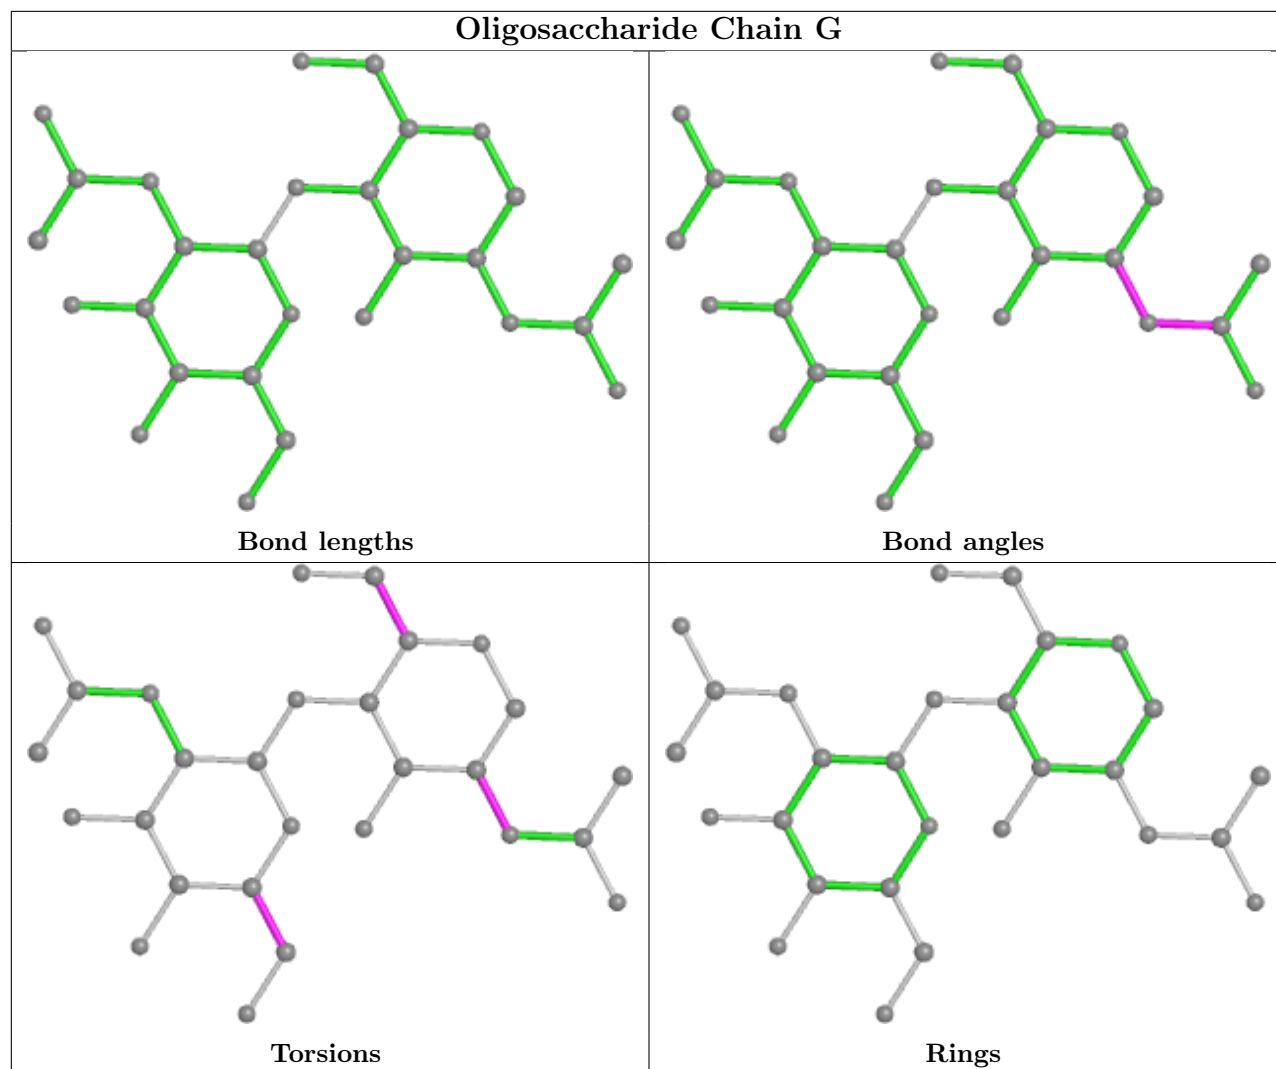 Oligosaccharide Chain G
Bond lengths
Bond angles
Torsions
Rings